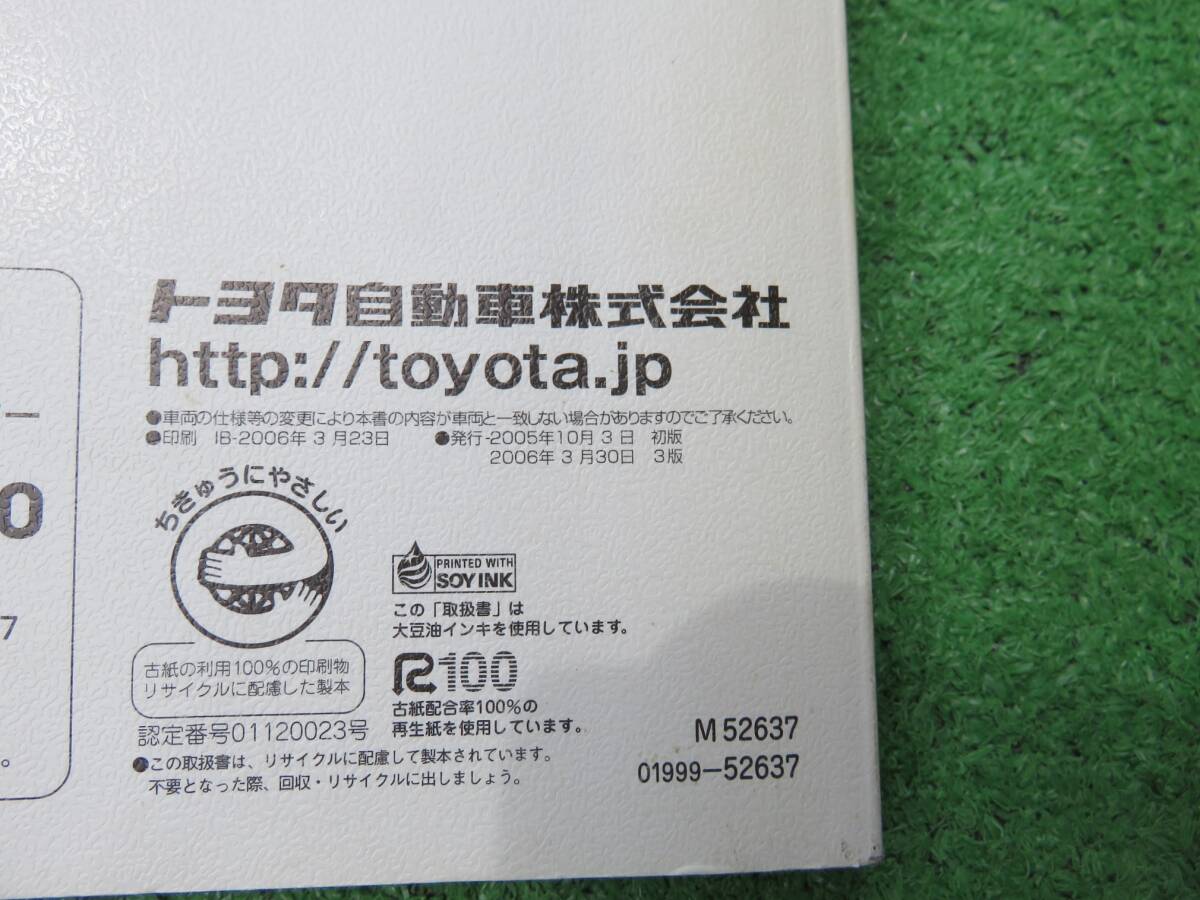 トヨタ自動車株式会社
http://toyota.jp
●車両の仕様等の変更により本書の内容が車両と一致しない場合がありますのでご了承ください。
●印刷 IB-2006年3月23日 ●発行-2005年10月3日 初版
2006年3月30日 3版
ー
0
7
。
ちきゅうにやさしい
古紙の利用100%の印刷物
リサイクルに配慮した製本
認定番号01120023号
PRINTED WITH
SOY INK
この「取扱書」は
大豆油インキを使用しています。
R100
古紙配合率100%の
再生紙を使用しています。
●この取扱書は、リサイクルに配慮して製本されています。
不要となった際、回収・リサイクルに出しましょう。
M 52637
01999-52637